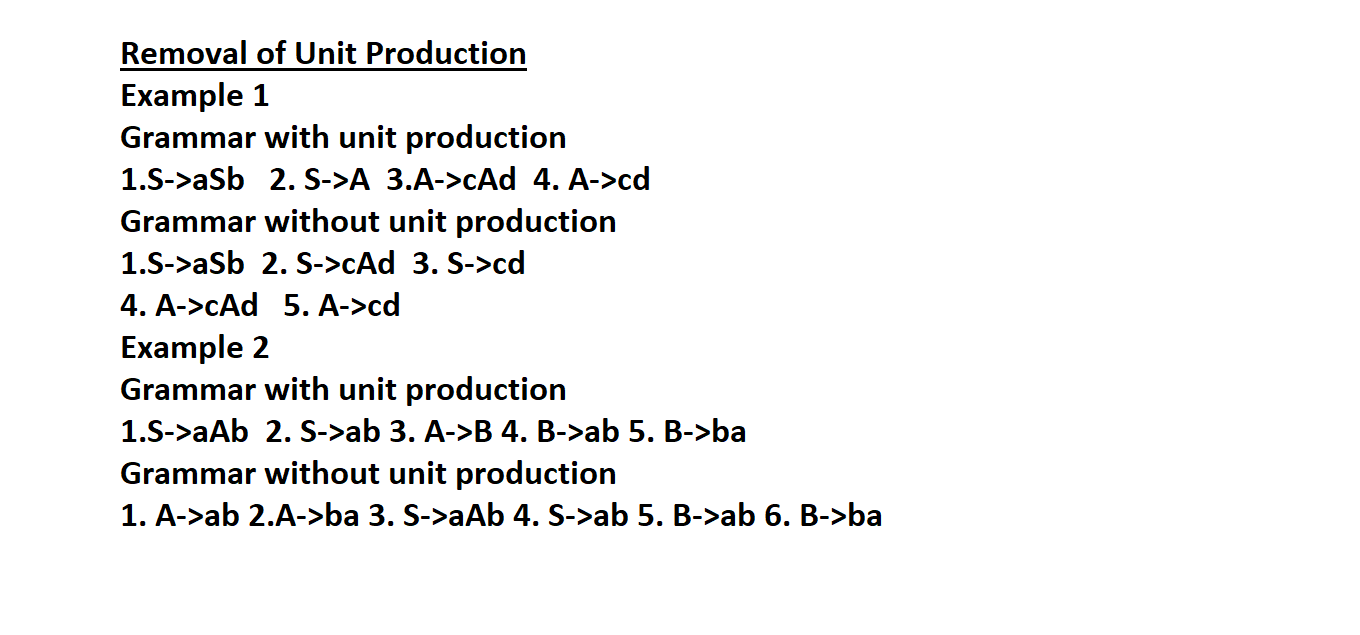 Removal of Unit Production
Example 1
Grammar with unit production
1.S->aSb 2. S->A 3.A->cAd 4. A->cd
Grammar without unit production
1.S->aSb 2. S->cAd 3. S->cd
4. A->cAd 5. A->cd
Example 2
Grammar with unit production
1.S->aAb 2. S->ab 3. A->B 4. B->ab 5. B->ba
Grammar without unit production
1. A->ab 2.A->ba 3. S->aAb 4. S->ab 5. B->ab 6. B->ba